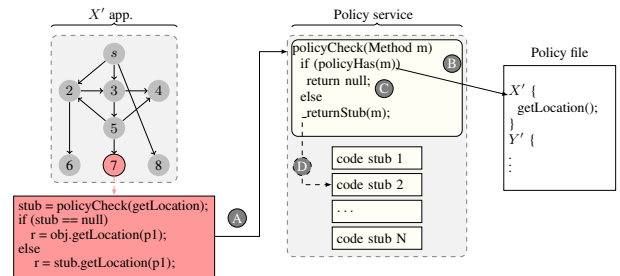 X′ app.
s
2
3
4
5
6
7
8
stub = policyCheck(getLocation);
if (stub == null)
r = obj.getLocation(p1);
else
r = stub.getLocation(p1);
A
Policy service
policyCheck(Method m)
if (policyHas(m))
return null;
else
returnStub(m);
B
C
D
code stub 1
code stub 2
. . .
code stub N
Policy file
X′ {
getLocation();
}
Y′ {
.
.
.